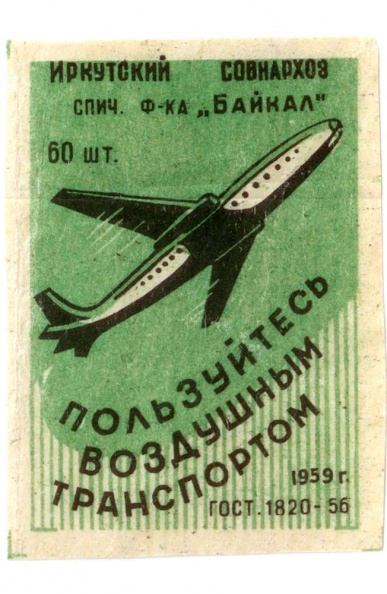 ИРКУТСКИЙ СОВНАРХОЗ
СПИЧ. Ф-КА „БАЙКАЛ"
60 ШТ.
ПОЛЬЗУЙТЕСЬ
ВОЗДУШНЫМ
ТРАНСПОРТОМ
1959 г.
ГОСТ. 1820-56